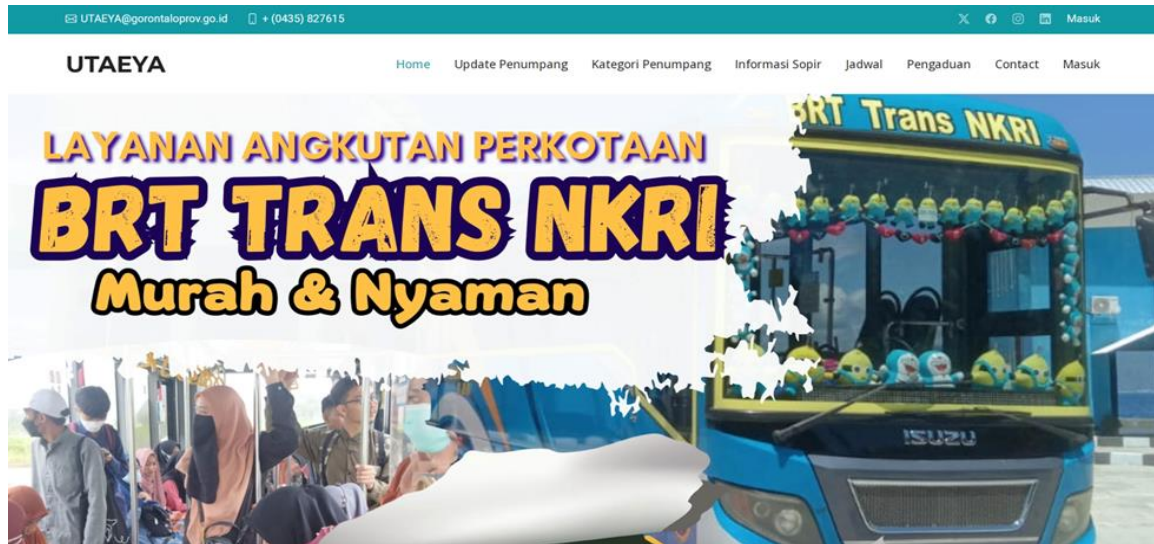 UTAEYA@gorontaloprov.go.id + (0435) 827615 Masuk
UTAEYA Home Update Penumpang Kategori Penumpang Informasi Sopir Jadwal Pengaduan Contact Masuk
LAYANAN ANGKUTAN PERKOTAAN
BRT TRANS NKRI
Murah & Nyaman
BRT Trans NKRI
ISUZU